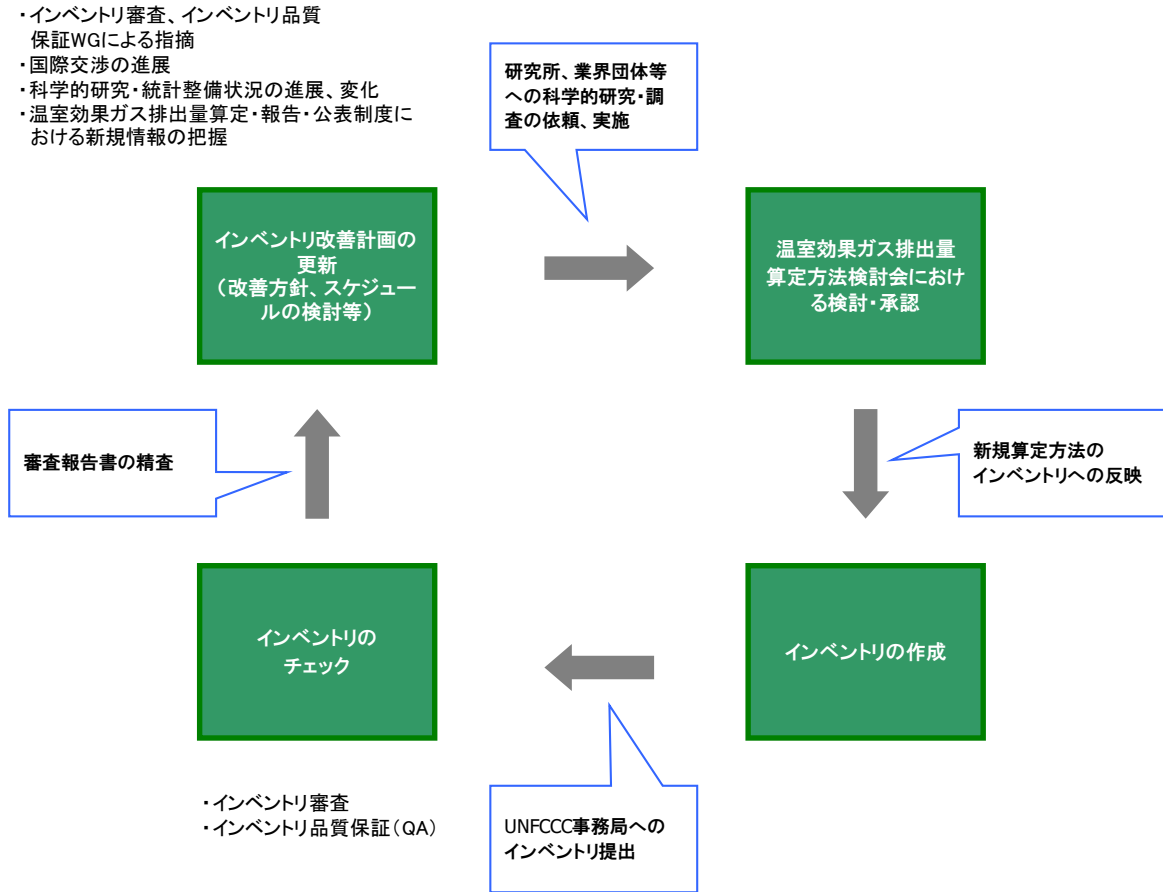 ・インベントリ審査、インベントリ品質
保証WGによる指摘
・国際交渉の進展
・科学的研究・統計整備状況の進展、変化
・温室効果ガス排出量算定・報告・公表制度に
おける新規情報の把握
研究所、業界団体等
への科学的研究・調
査の依頼、実施
インベントリ改善計画の
更新
（改善方針、スケジュー
ルの検討等）
温室効果ガス排出量
算定方法検討会におけ
る検討・承認
審査報告書の精査
新規算定方法の
インベントリへの反映
インベントリの
チェック
インベントリの作成
・インベントリ審査
・インベントリ品質保証（QA）
UNFCCC事務局への
インベントリ提出